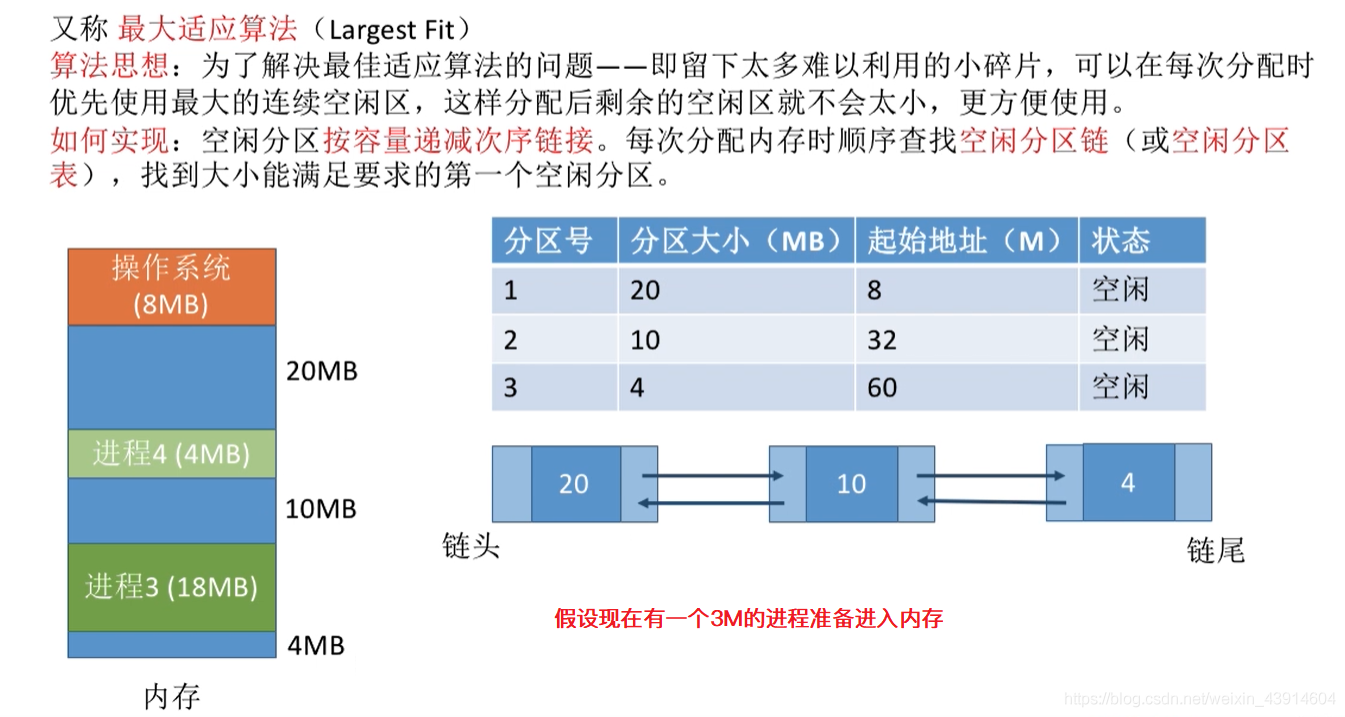 又称 最大适应算法（Largest Fit）
算法思想：为了解决最佳适应算法的问题——即留下太多难以利用的小碎片，可以在每次分配时
优先使用最大的连续空闲区，这样分配后剩余的空闲区就不会太小，更方便使用。
如何实现：空闲分区按容量递减次序链接。每次分配内存时顺序查找空闲分区链（或空闲分区
表），找到大小能满足要求的第一个空闲分区。
操作系统
(8MB)
20MB
进程4 (4MB)
10MB
进程3 (18MB)
4MB
内存
分区号 分区大小（MB） 起始地址（M） 状态
1 20 8 空闲
2 10 32 空闲
3 4 60 空闲
20 10 4
链头 链尾
假设现在有一个3M的进程准备进入内存
https://blog.csdn.net/weixin_43914604